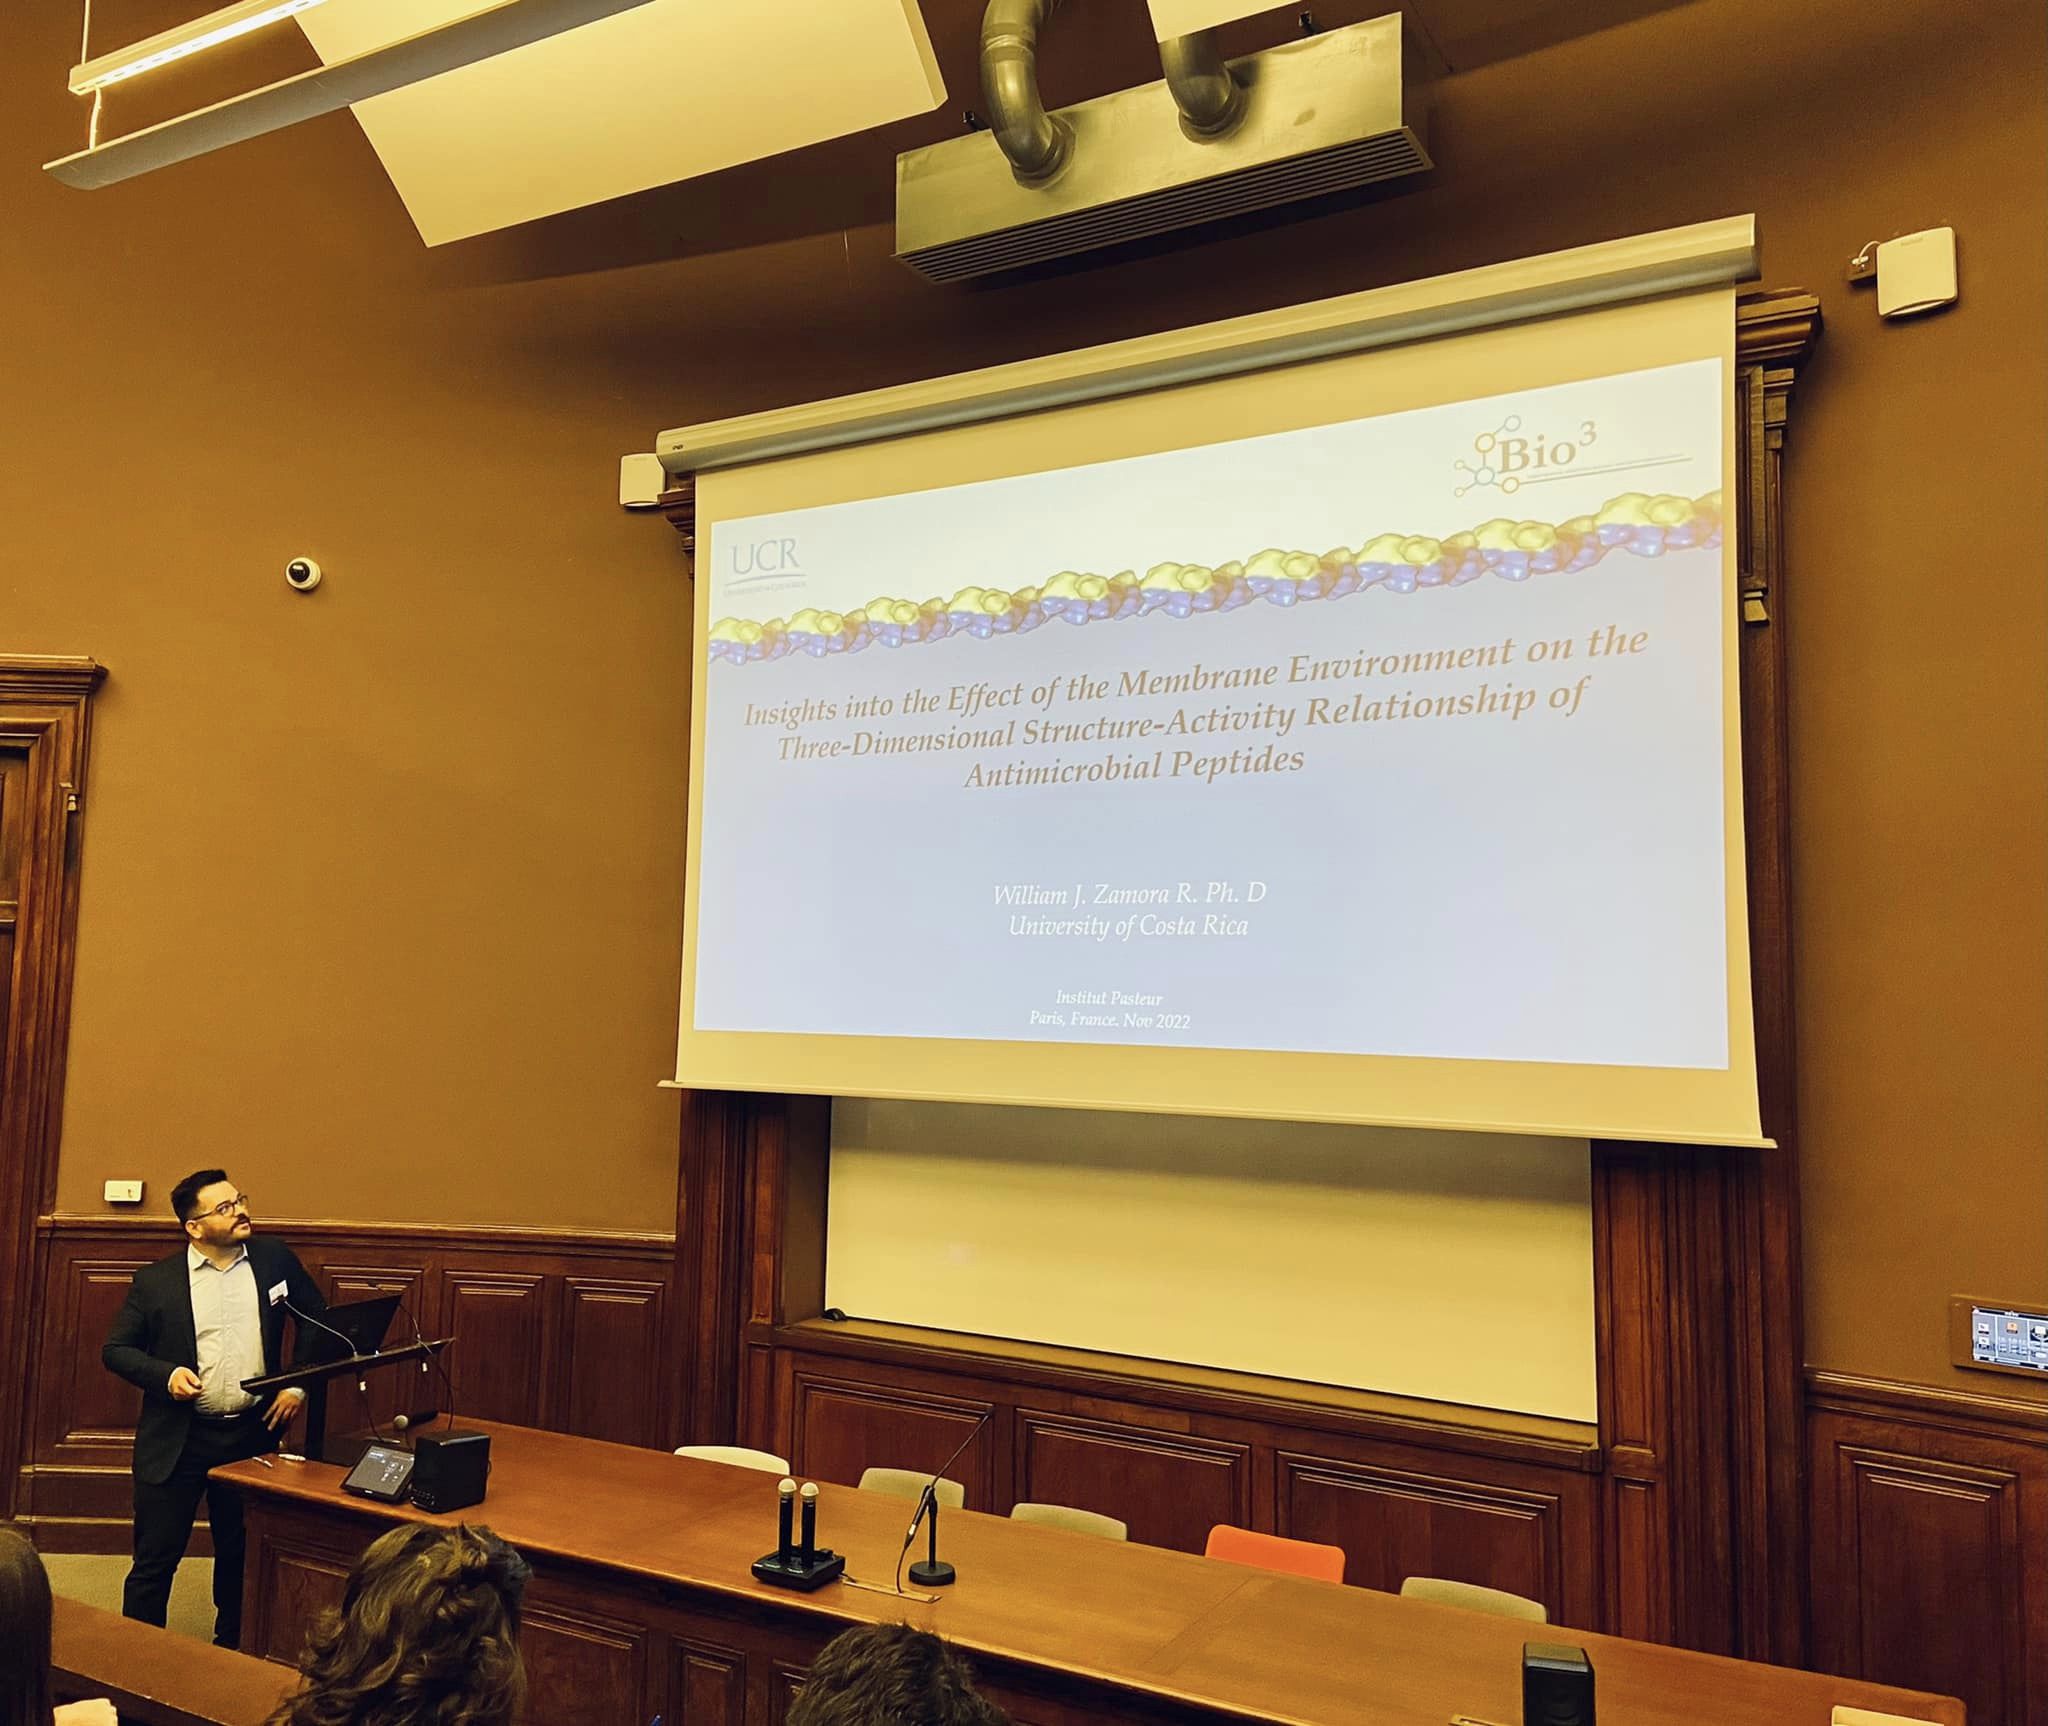 Bio³
UCR
Insights into the Effect of the Membrane Environment on the
Three-Dimensional Structure-Activity Relationship of
Antimicrobial Peptides
William J. Zamora R. Ph. D
University of Costa Rica
Institut Pasteur
Paris, France. Nov 2022